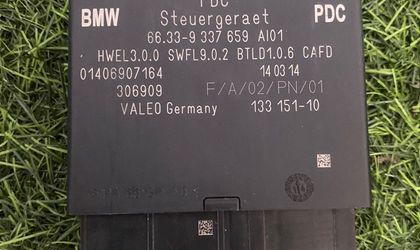 BMW PDC PDC
Steuergeraet
66.33-9 337 659 AI01
HWEL3.0.0 SWFL9.0.2 BTLD1.0.6 CAFD
01406907164 14 03 14
306909 F/A/02/PN/01
VALEO Germany 133 151-10